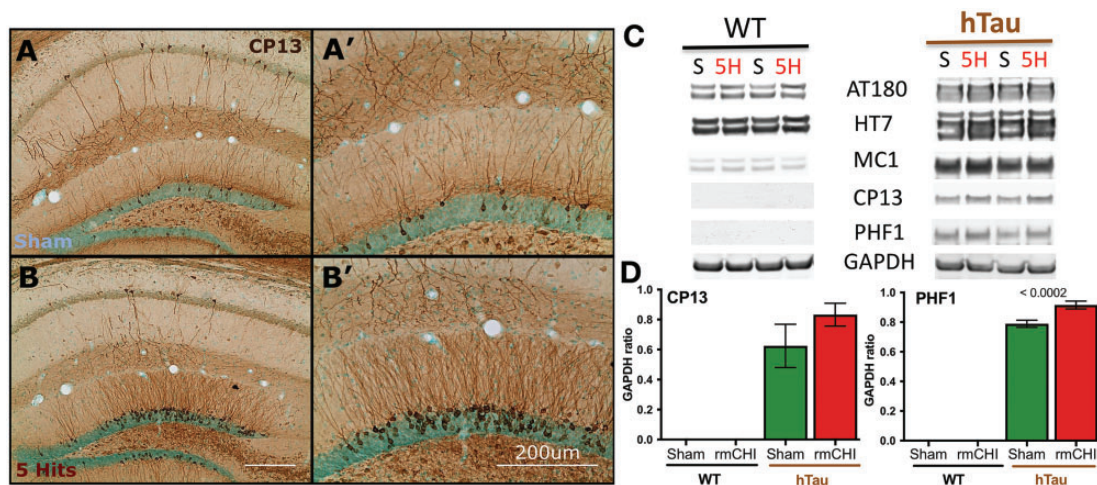 A
CP13
A'
Sham
B
5 Hits
B'
200um
C
WT
hTau
S 5H S 5H
S 5H S 5H
AT180
HT7
MC1
CP13
PHF1
GAPDH
D
CP13
GAPDH ratio
0.8
0.6
0.4
0.2
0.0
Sham rmCHI Sham rmCHI
WT hTau
PHF1
< 0.0002
GAPDH ratio
1.0
0.8
0.6
0.4
0.2
0.0
Sham rmCHI Sham rmCHI
WT hTau